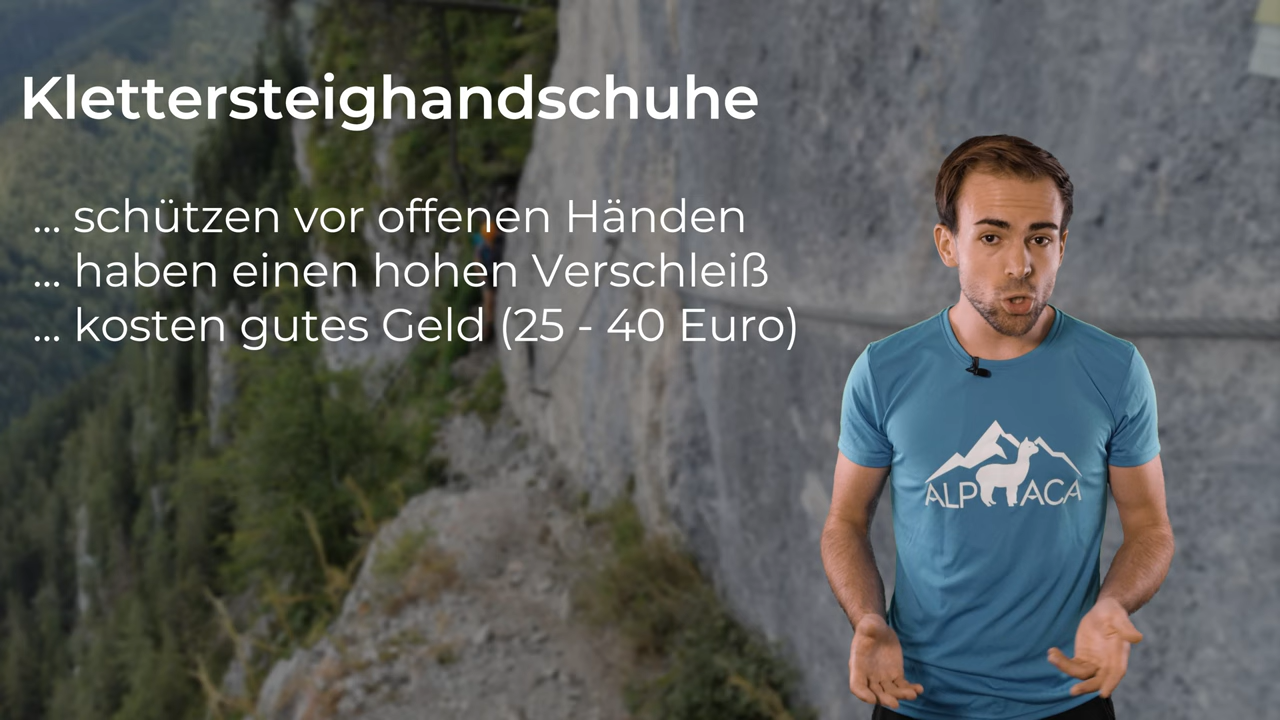 Klettersteighandschuhe
... schützen vor offenen Händen
... haben einen hohen Verschleiß
... kosten gutes Geld (25 - 40 Euro)
ALPACA